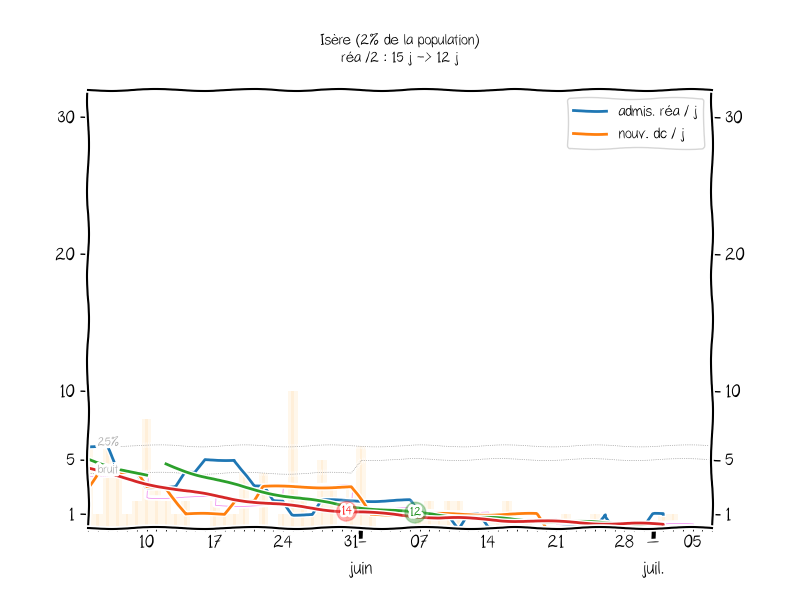 Isère (2% de la population)
réa /2 : 15 j -> 12 j
admis. réa / j
nouv. dc / j
30
30
20
20
10
10
25%
5
5
bruit
14
12
1
1
10 17 24 31 07 14 21 28 05
juin juil.